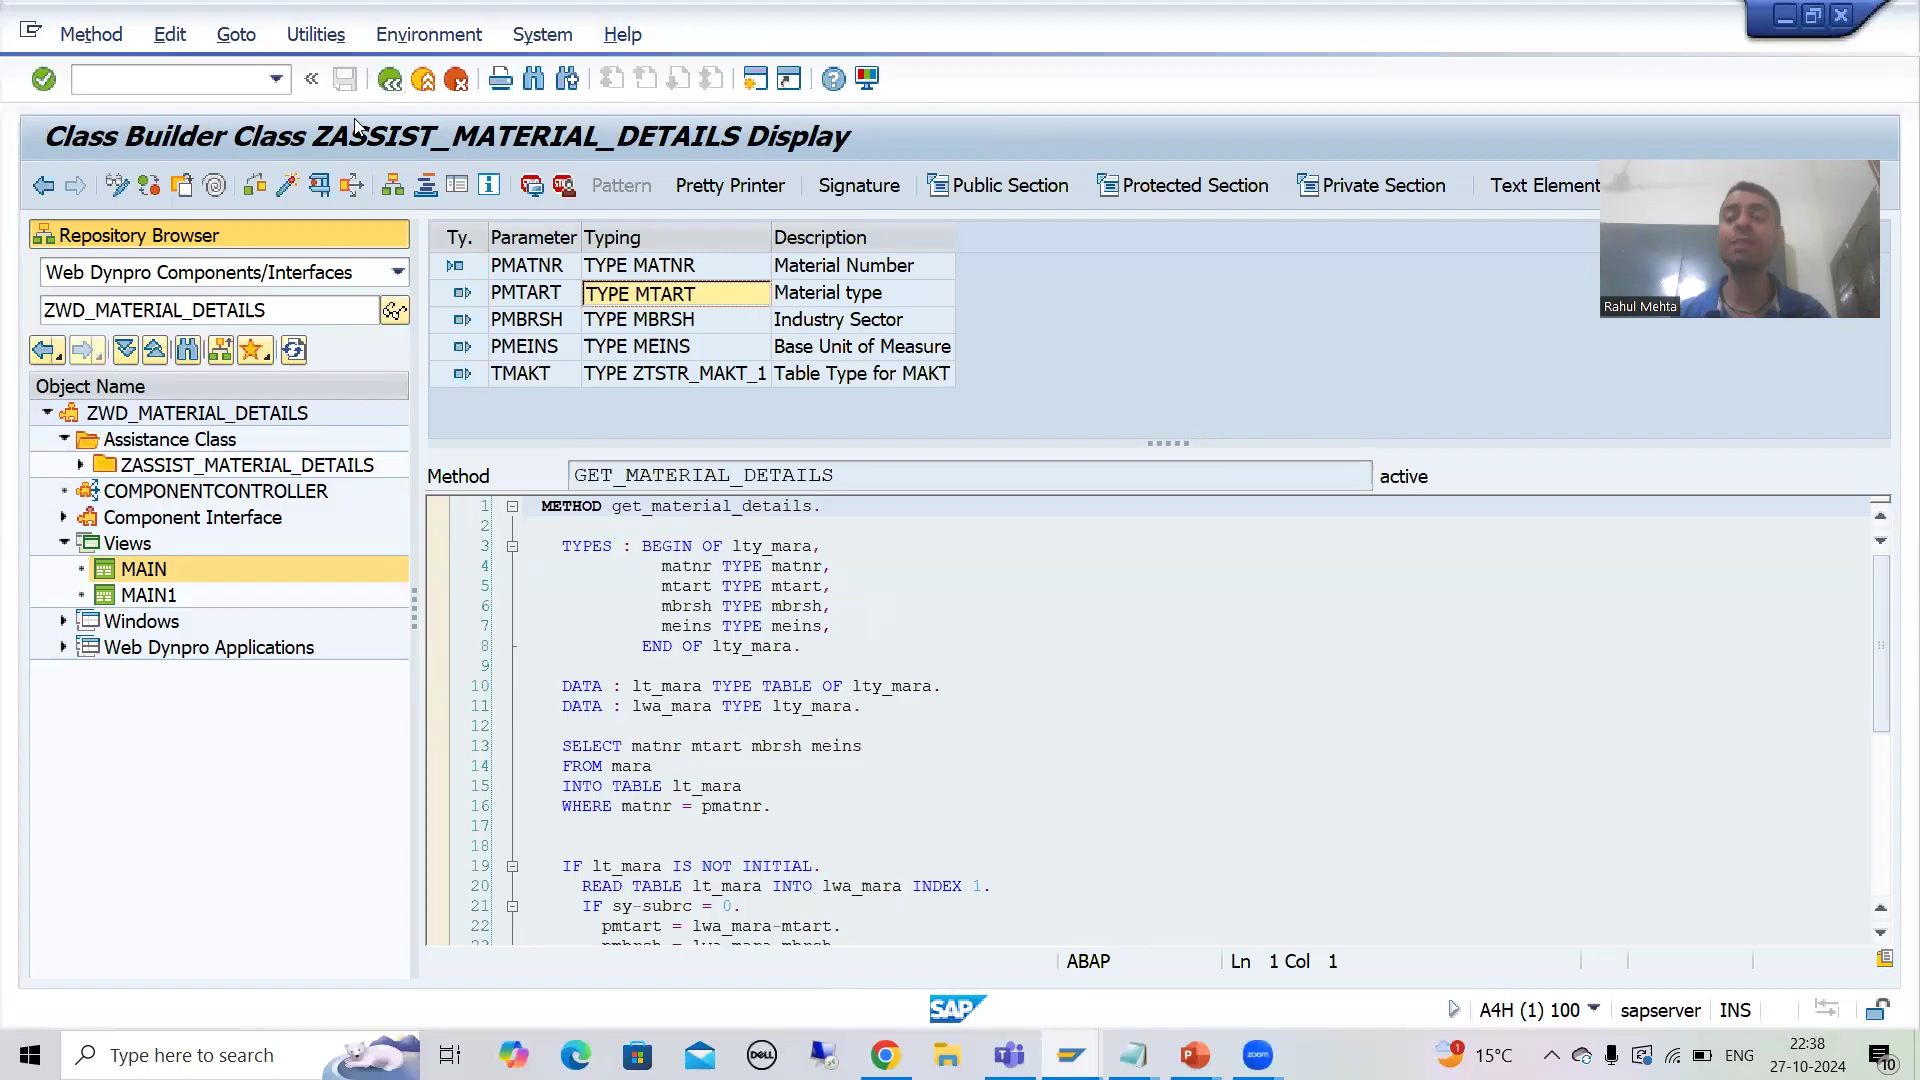 Method Edit Goto Utilities Environment System Help
Class Builder Class ZASSIST_MATERIAL_DETAILS Display
Pattern Pretty Printer Signature Public Section Protected Section Private Section Text Element
Repository Browser
Web Dynpro Components/Interfaces
ZWD_MATERIAL_DETAILS
Object Name
ZWD_MATERIAL_DETAILS
Assistance Class
ZASSIST_MATERIAL_DETAILS
COMPONENTCONTROLLER
Component Interface
Views
MAIN
MAIN1
Windows
Web Dynpro Applications
Ty. Parameter Typing Description
PMATNR TYPE MATNR Material Number
PMTART TYPE MTART Material type
PMBRSH TYPE MBRSH Industry Sector
PMEINS TYPE MEINS Base Unit of Measure
TMAKT TYPE ZTSTR_MAKT_1 Table Type for MAKT
Rahul Mehta
Method GET_MATERIAL_DETAILS active
1 METHOD get_material_details.
2
3 TYPES : BEGIN OF lty_mara,
4 matnr TYPE matnr,
5 mtart TYPE mtart,
6 mbrsh TYPE mbrsh,
7 meins TYPE meins,
8 END OF lty_mara.
9
10 DATA : lt_mara TYPE TABLE OF lty_mara.
11 DATA : lwa_mara TYPE lty_mara.
12
13 SELECT matnr mtart mbrsh meins
14 FROM mara
15 INTO TABLE lt_mara
16 WHERE matnr = pmatnr.
17
18
19 IF lt_mara IS NOT INITIAL.
20 READ TABLE lt_mara INTO lwa_mara INDEX 1.
21 IF sy-subrc = 0.
22 pmtart = lwa_mara-mtart.
ABAP Ln 1 Col 1
SAP A4H (1) 100 sapserver INS
Type here to search
DELL
zoom
1
15°C
ENG
22:38
27-10-2024
10